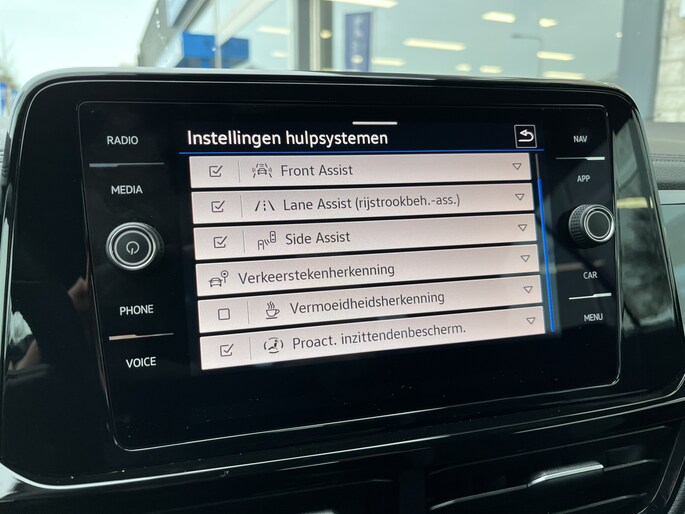 RADIO
MEDIA
PHONE
VOICE
Instellingen hulpsystemen
Front Assist
Lane Assist (rijstrookbeh.-ass.)
Side Assist
Verkeerstekenherkenning
Vermoeidheidsherkenning
Proact. inzittendenbescherm.
NAV
APP
CAR
MENU